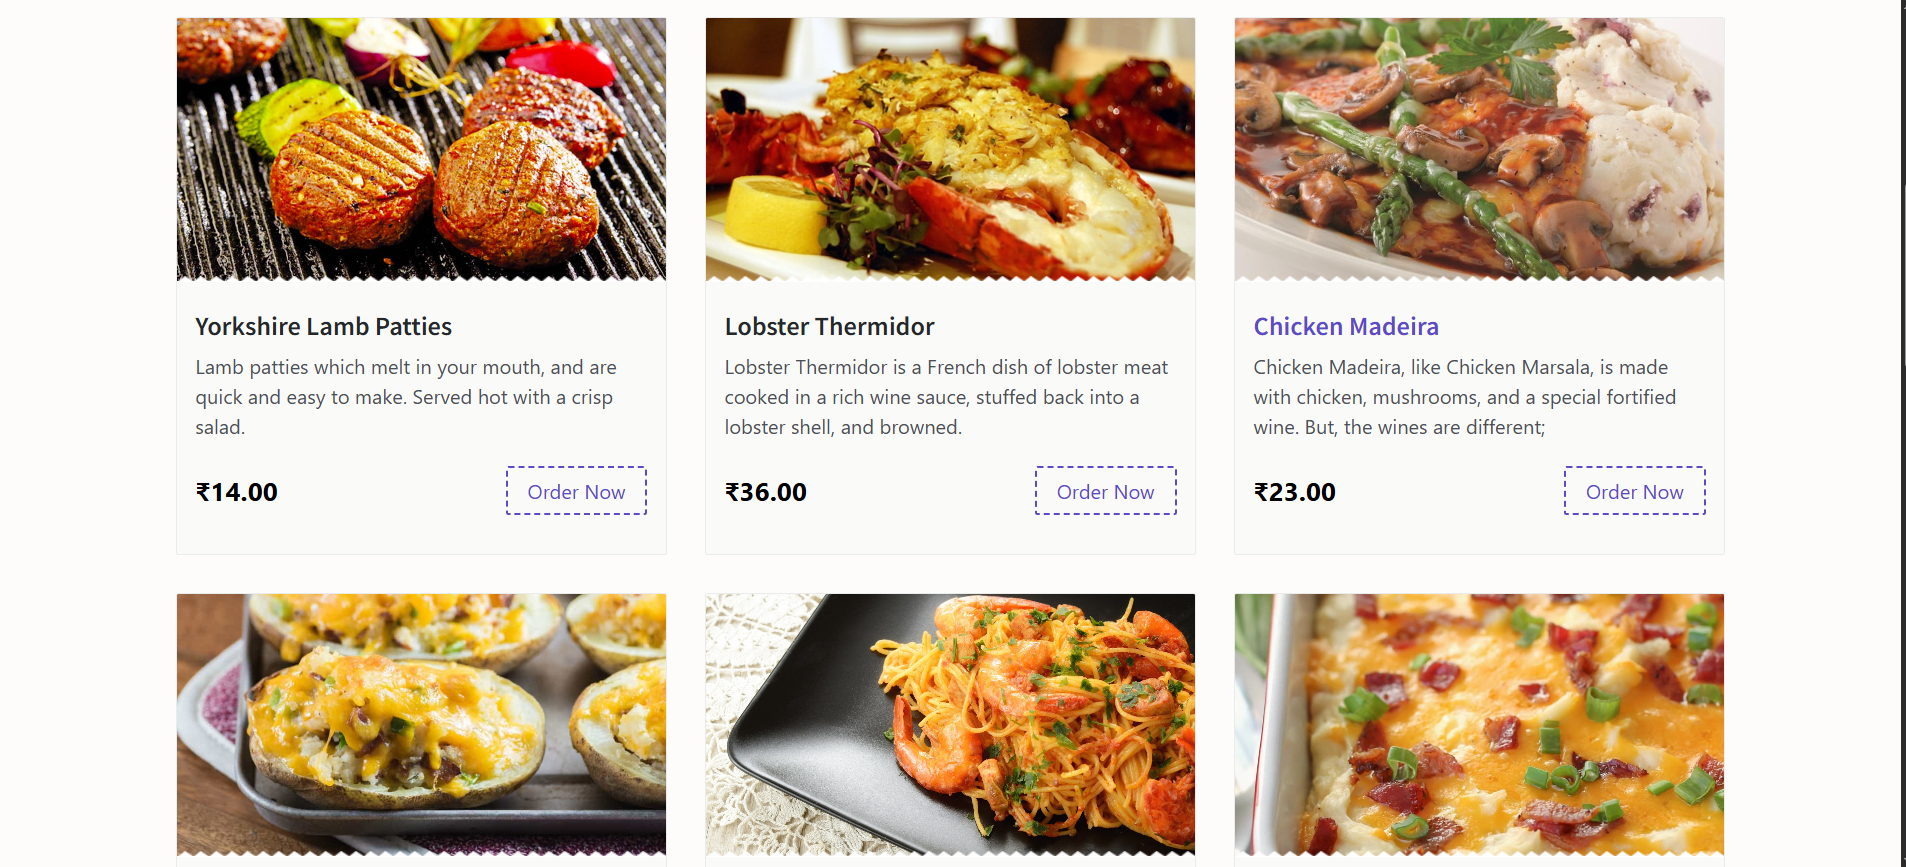 Yorkshire Lamb Patties
Lamb patties which melt in your mouth, and are
quick and easy to make. Served hot with a crisp
salad.
₹14.00
Order Now
Lobster Thermidor
Lobster Thermidor is a French dish of lobster meat
cooked in a rich wine sauce, stuffed back into a
lobster shell, and browned.
₹36.00
Order Now
Chicken Madeira
Chicken Madeira, like Chicken Marsala, is made
with chicken, mushrooms, and a special fortified
wine. But, the wines are different;
₹23.00
Order Now